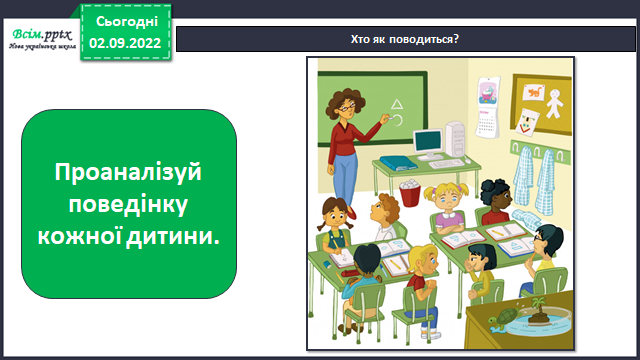 Всім.pptx
Нова українська школа
Сьогодні
02.09.2022
Хто як поводиться?
Проаналізуй
поведінку
кожної дитини.